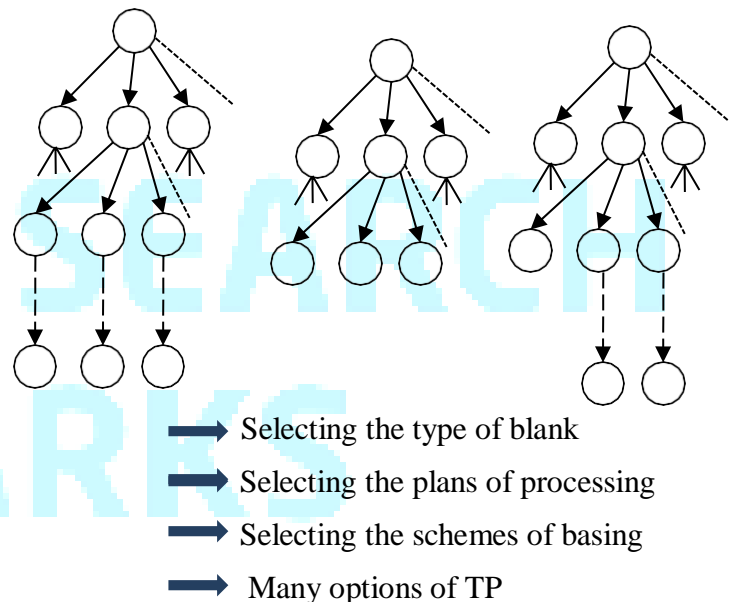 SEARCH
ARKS
Selecting the type of blank
Selecting the plans of processing
Selecting the schemes of basing
Many options of TP